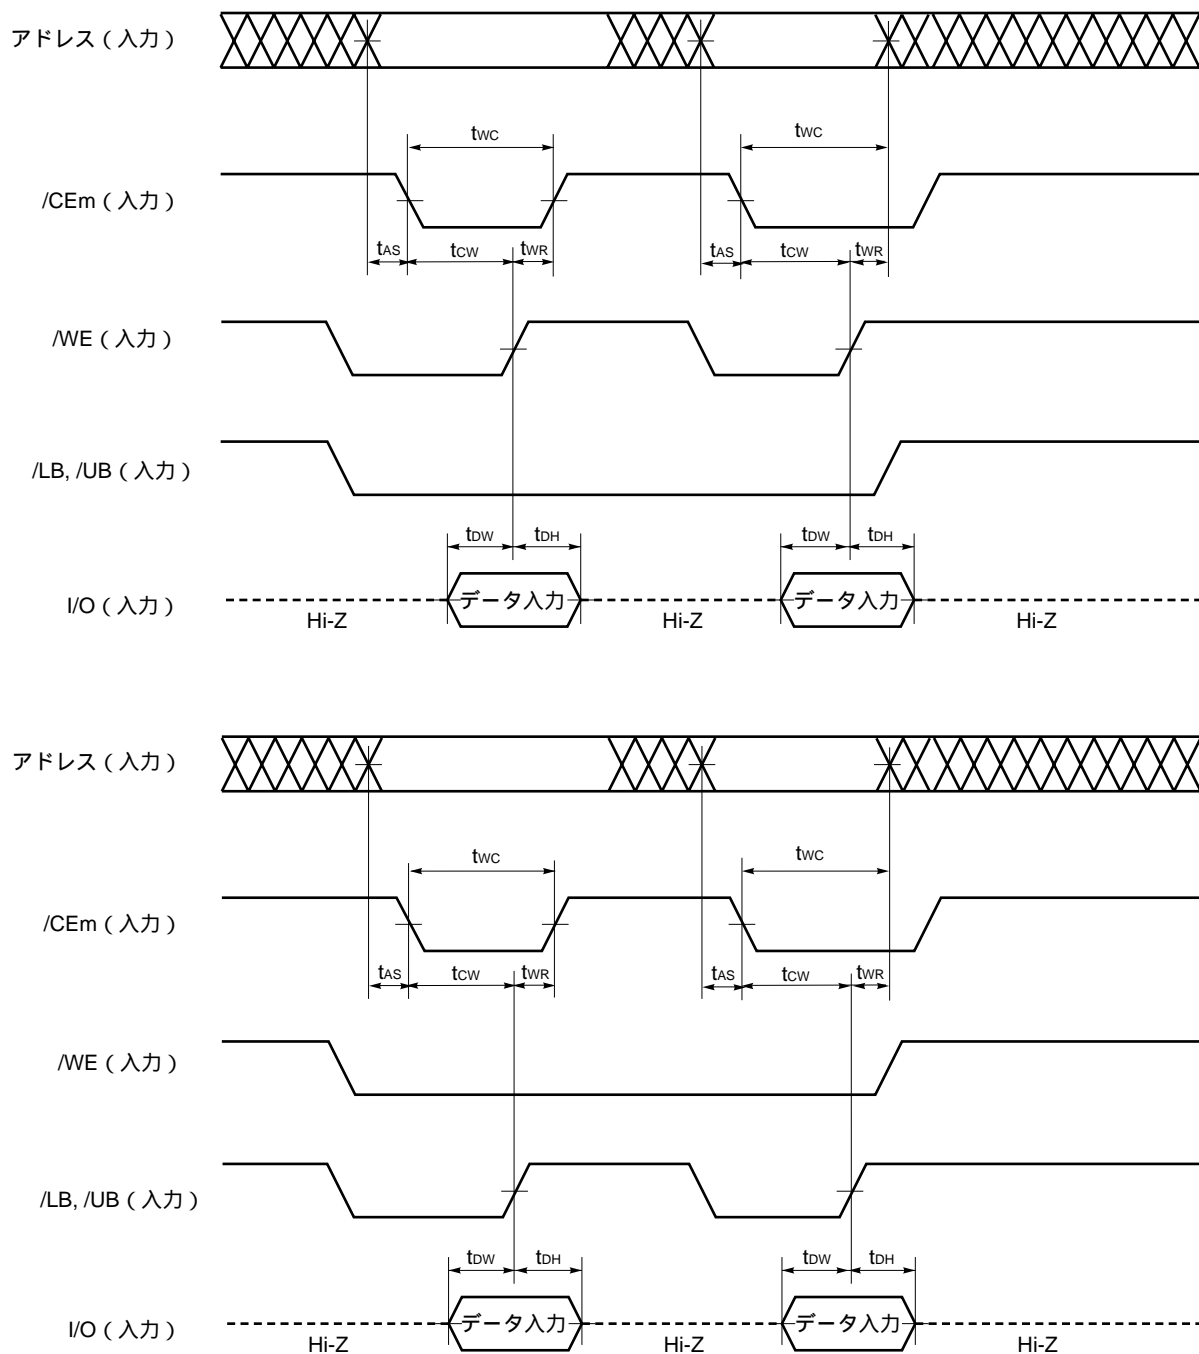 アドレス（入力）
tWC tWC
/CEm（入力）
tAS tCW tWR tAS tCW tWR
/WE（入力）
/LB, /UB（入力）
tDW tDH tDW tDH
I/O（入力） データ入力 データ入力
Hi-Z Hi-Z Hi-Z
アドレス（入力）
tWC tWC
/CEm（入力）
tAS tCW tWR tAS tCW tWR
/WE（入力）
/LB, /UB（入力）
tDW tDH tDW tDH
I/O（入力） データ入力 データ入力
Hi-Z Hi-Z Hi-Z